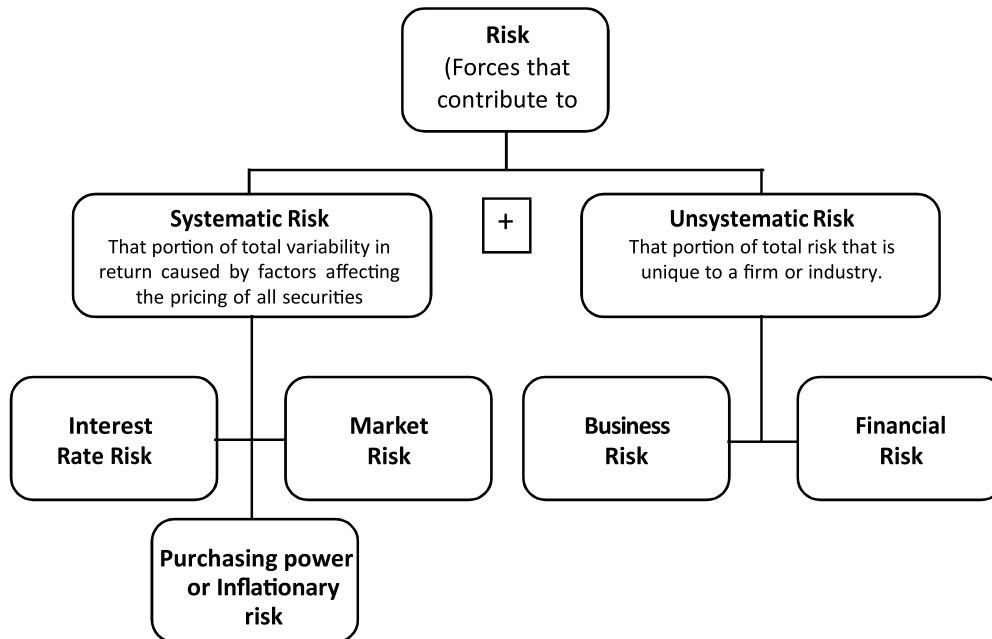 Risk
(Forces that
contribute to
Systematic Risk
That portion of total variability in
return caused by factors affecting
the pricing of all securities
+
Unsystematic Risk
That portion of total risk that is
unique to a firm or industry.
Interest
Rate Risk
Market
Risk
Business
Risk
Financial
Risk
Purchasing power
or Inflationary
risk